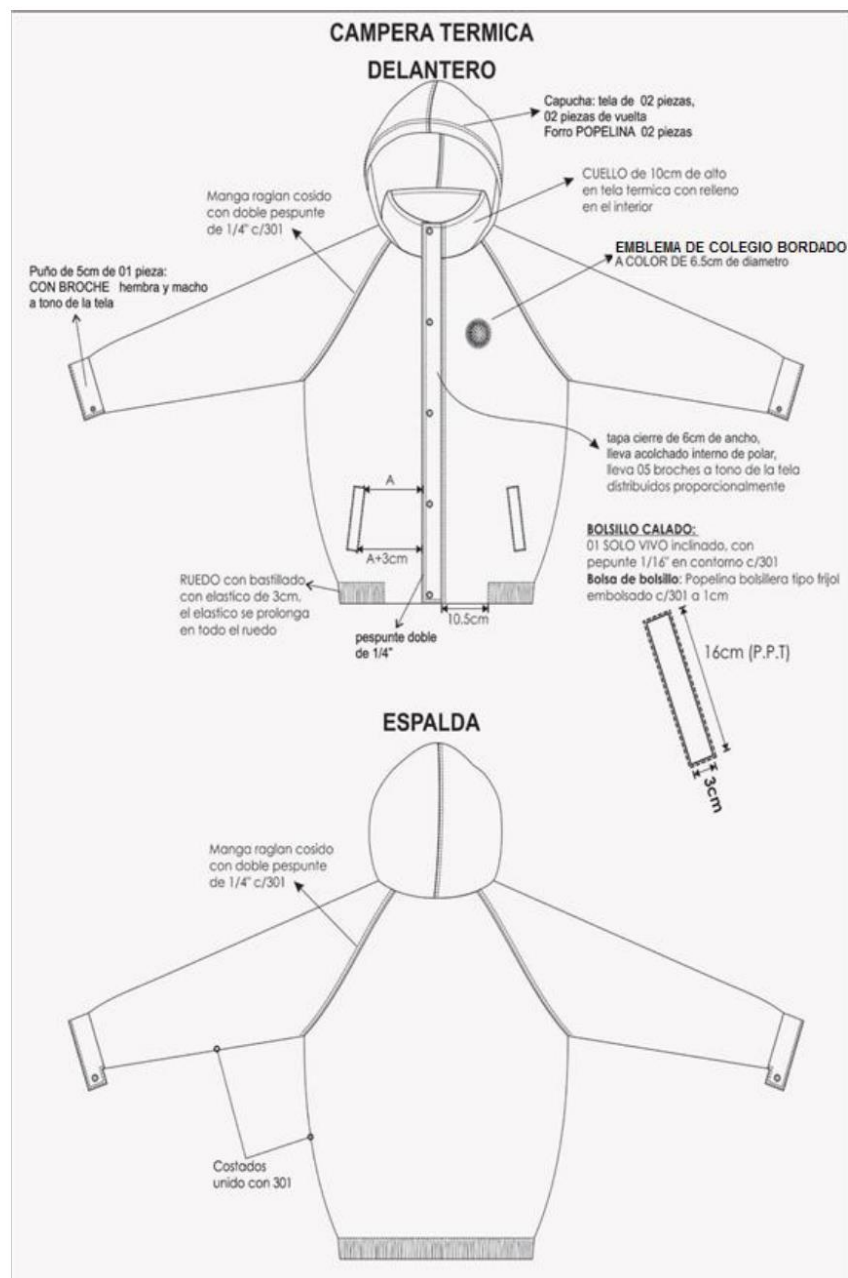 CAMPERA TERMICA
DELANTERO
Capucha: tela de 02 piezas,
02 piezas de vuelta
Forro POPELINA 02 piezas
CUELLO de 10cm de alto
en tela termica con relleno
en el interior
Manga raglan cosido
con doble pespunte
de 1/4" c/301
EMBLEMA DE COLEGIO BORDADO
A COLOR DE 6.5cm de diametro
Puño de 5cm de 01 pieza:
CON BROCHE hembra y macho
a tono de la tela
tapa cierre de 6cm de ancho,
lleva acolchado interno de polar,
lleva 05 broches a tono de la tela
distribuidos proporcionalmente
A
A+3cm
BOLSILLO CALADO:
01 SOLO VIVO inclinado, con
pepunte 1/16" en contorno c/301
Bolsa de bolsillo: Popelina bolsillera tipo frijol
embolsado c/301 a 1cm
RUEDO con bastillado
con elastico de 3cm,
el elastico se prolonga
en todo el ruedo
10.5cm
pespunte doble
de 1/4"
16cm (P.P.T)
3cm
ESPALDA
Manga raglan cosido
con doble pespunte
de 1/4" c/301
Costados
unido con 301